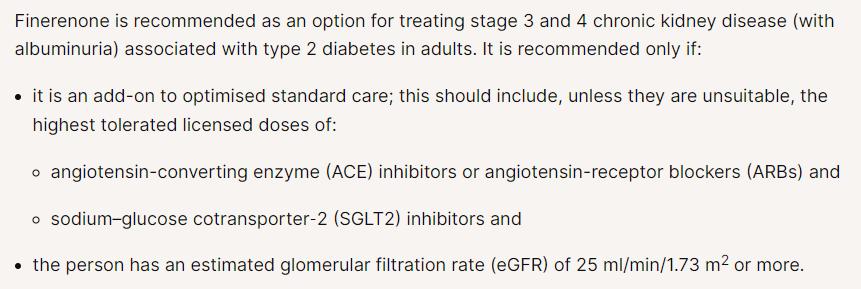 Finerenone is recommended as an option for treating stage 3 and 4 chronic kidney disease (with
albuminuria) associated with type 2 diabetes in adults. It is recommended only if:
• it is an add-on to optimised standard care; this should include, unless they are unsuitable, the
highest tolerated licensed doses of:
◦ angiotensin-converting enzyme (ACE) inhibitors or angiotensin-receptor blockers (ARBs) and
◦ sodium–glucose cotransporter-2 (SGLT2) inhibitors and
• the person has an estimated glomerular filtration rate (eGFR) of 25 ml/min/1.73 m² or more.